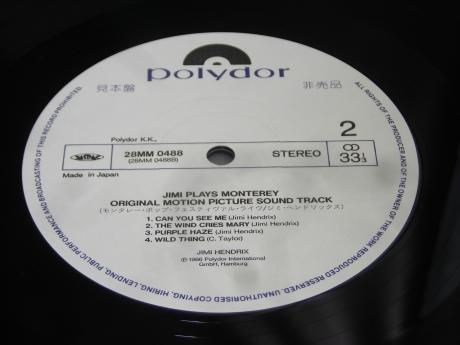 polydor
見本盤
非売品
Polydor K.K.,
28MM 0488
(28MM 0488B)
STEREO
2
CD
33 1/3
Made in Japan
JIMI PLAYS MONTEREY
ORIGINAL MOTION PICTURE SOUND TRACK
(モンタレー・ポップ・フェスティヴァル・ライヴ/ジミ・ヘンドリックス)
1. CAN YOU SEE ME (Jimi Hendrix)
2. THE WIND CRIES MARY (Jimi Hendrix)
3. PURPLE HAZE (Jimi Hendrix)
4. WILD THING (C. Taylor)
JIMI HENDRIX
℗ 1986 Polydor International
GmbH, Hamburg
ALL RIGHTS OF THE PRODUCER AND OF THE OWNER OF THE WORK REPRODUCED RESERVED. UNAUTHORISED COPYING, HIRING, LENDING, PUBLIC PERFORMANCE AND BROADCASTING OF THIS RECORD PROHIBITED.